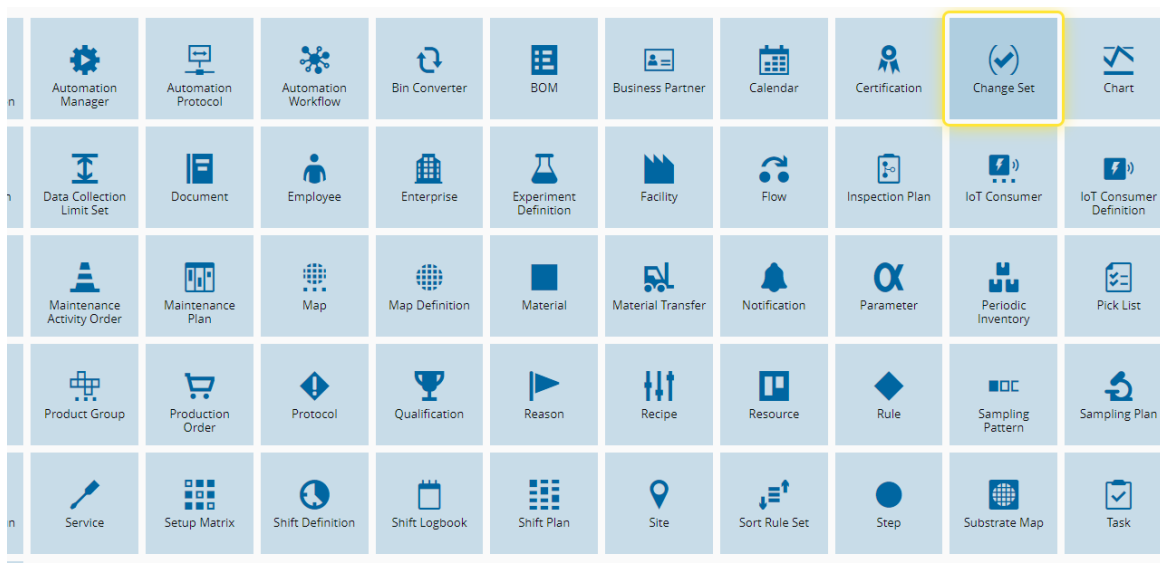 Automation
Manager
Automation
Protocol
Automation
Workflow
Bin Converter
BOM
Business Partner
Calendar
Certification
Change Set
Chart
Data Collection
Limit Set
Document
Employee
Enterprise
Experiment
Definition
Facility
Flow
Inspection Plan
IoT Consumer
IoT Consumer
Definition
Maintenance
Activity Order
Maintenance
Plan
Map
Map Definition
Material
Material Transfer
Notification
Parameter
Periodic
Inventory
Pick List
Product Group
Production
Order
Protocol
Qualification
Reason
Recipe
Resource
Rule
Sampling
Pattern
Sampling Plan
Service
Setup Matrix
Shift Definition
Shift Logbook
Shift Plan
Site
Sort Rule Set
Step
Substrate Map
Task